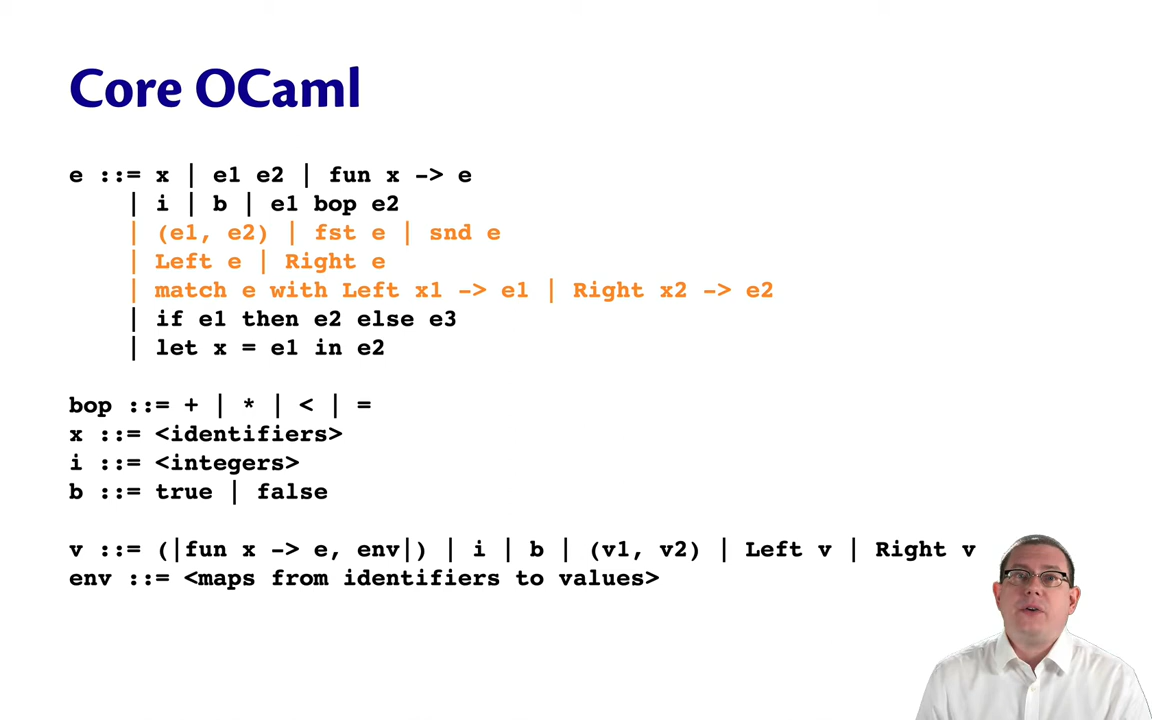 Core OCaml
e ::= x | e1 e2 | fun x -> e
| i | b | e1 bop e2
| (e1, e2) | fst e | snd e
| Left e | Right e
| match e with Left x1 -> e1 | Right x2 -> e2
| if e1 then e2 else e3
| let x = e1 in e2
bop ::= + | * | < | =
x ::= <identifiers>
i ::= <integers>
b ::= true | false
v ::= (|fun x -> e, env|) | i | b | (v1, v2) | Left v | Right v
env ::= <maps from identifiers to values>